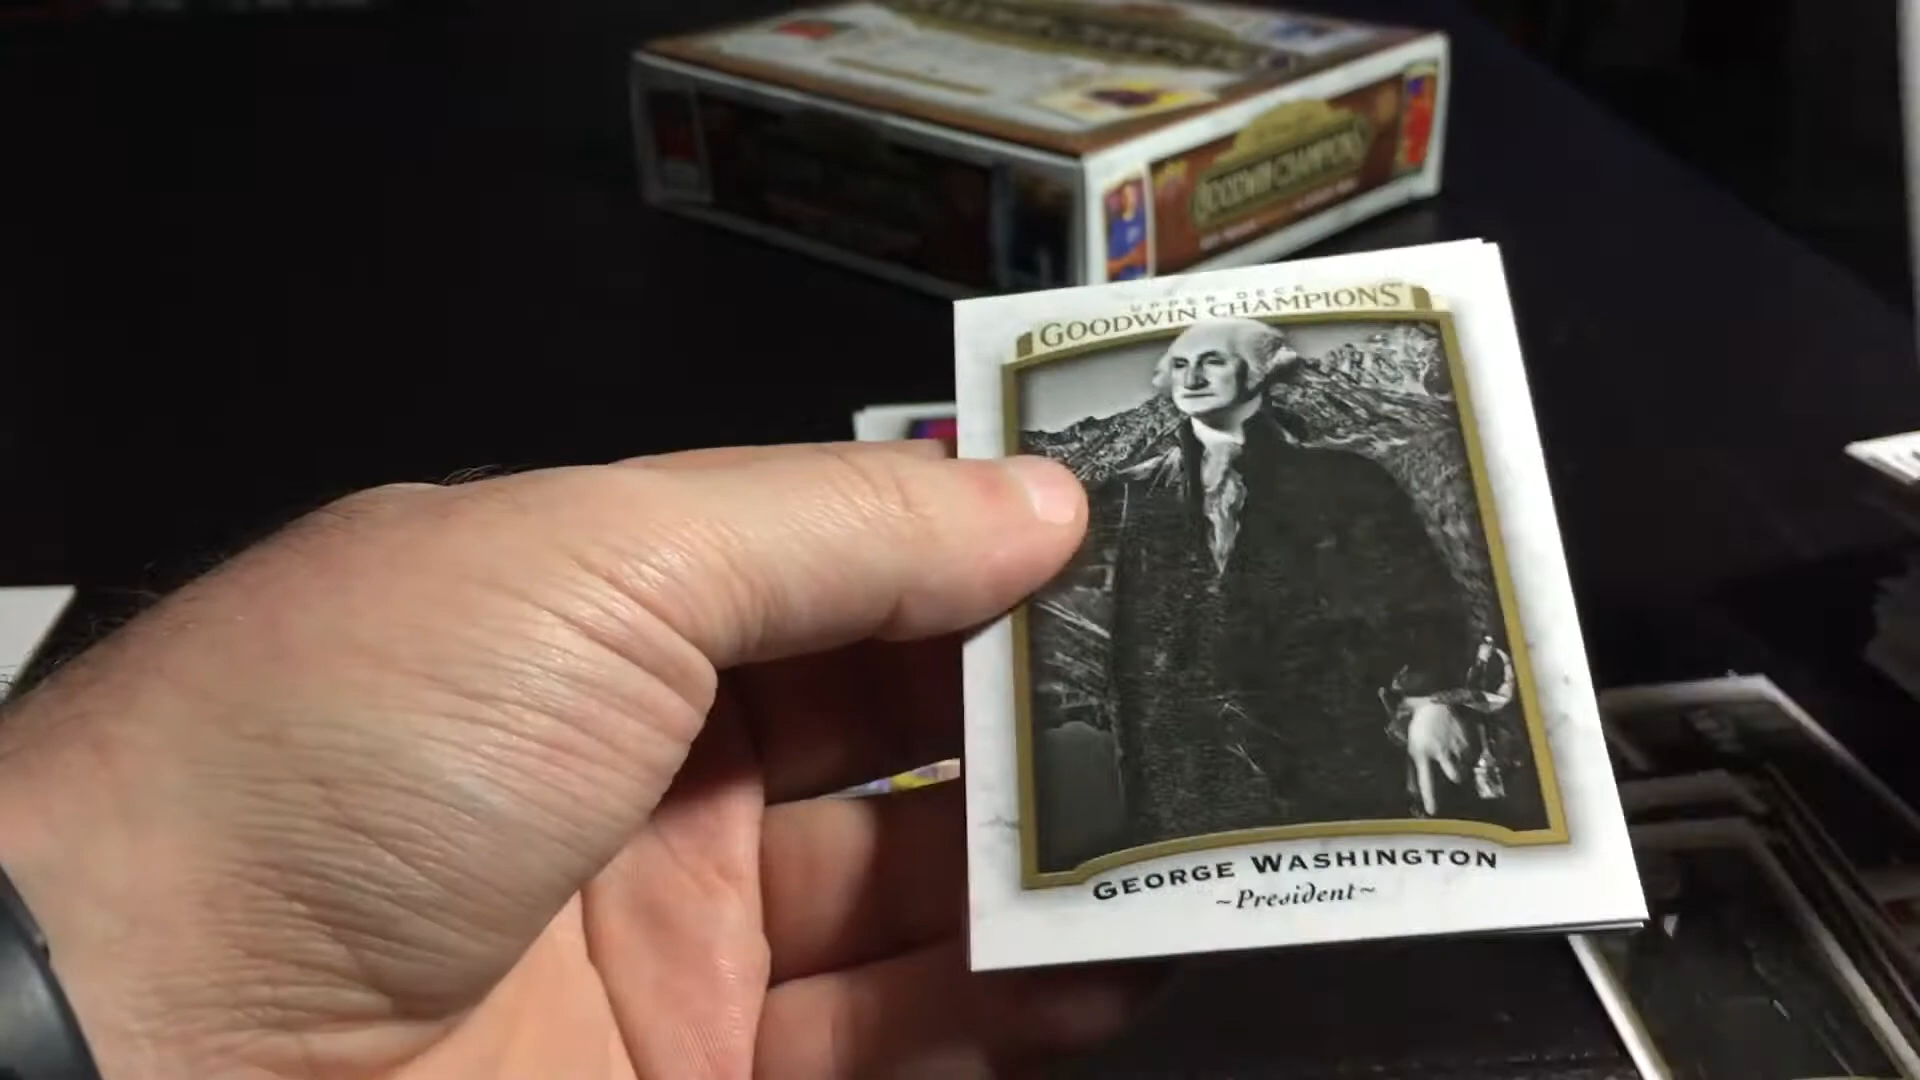 GOODWIN CHAMPIONS
UPPER DECK
GOODWIN CHAMPIONS
GEORGE WASHINGTON
~President~